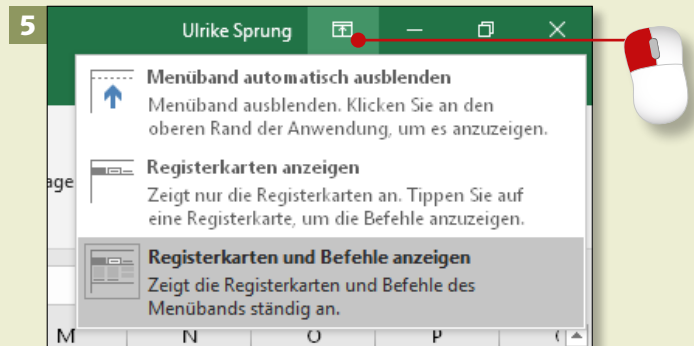 5
Ulrike Sprung
Menüband automatisch ausblenden
Menüband ausblenden. Klicken Sie an den
oberen Rand der Anwendung, um es anzuzeigen.
Registerkarten anzeigen
Zeigt nur die Registerkarten an. Tippen Sie auf
eine Registerkarte, um die Befehle anzuzeigen.
age
Registerkarten und Befehle anzeigen
Zeigt die Registerkarten und Befehle des
Menübands ständig an.
M N O P